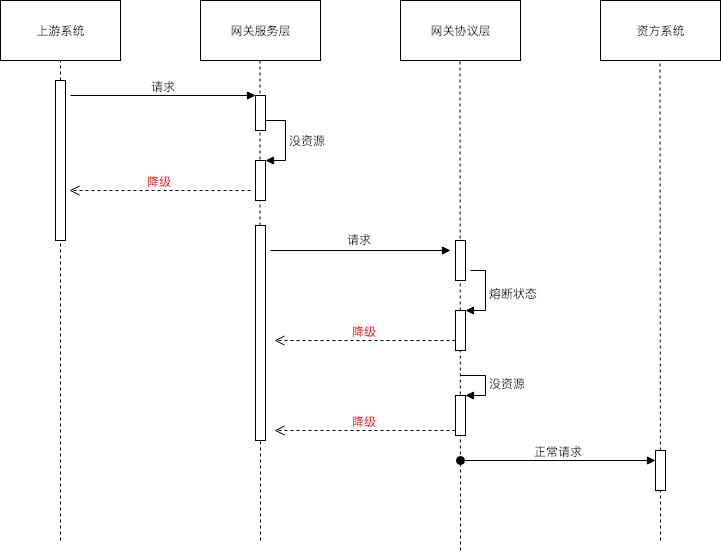 上游系统
网关服务层
网关协议层
资方系统
请求
没资源
降级
请求
熔断状态
降级
没资源
降级
正常请求